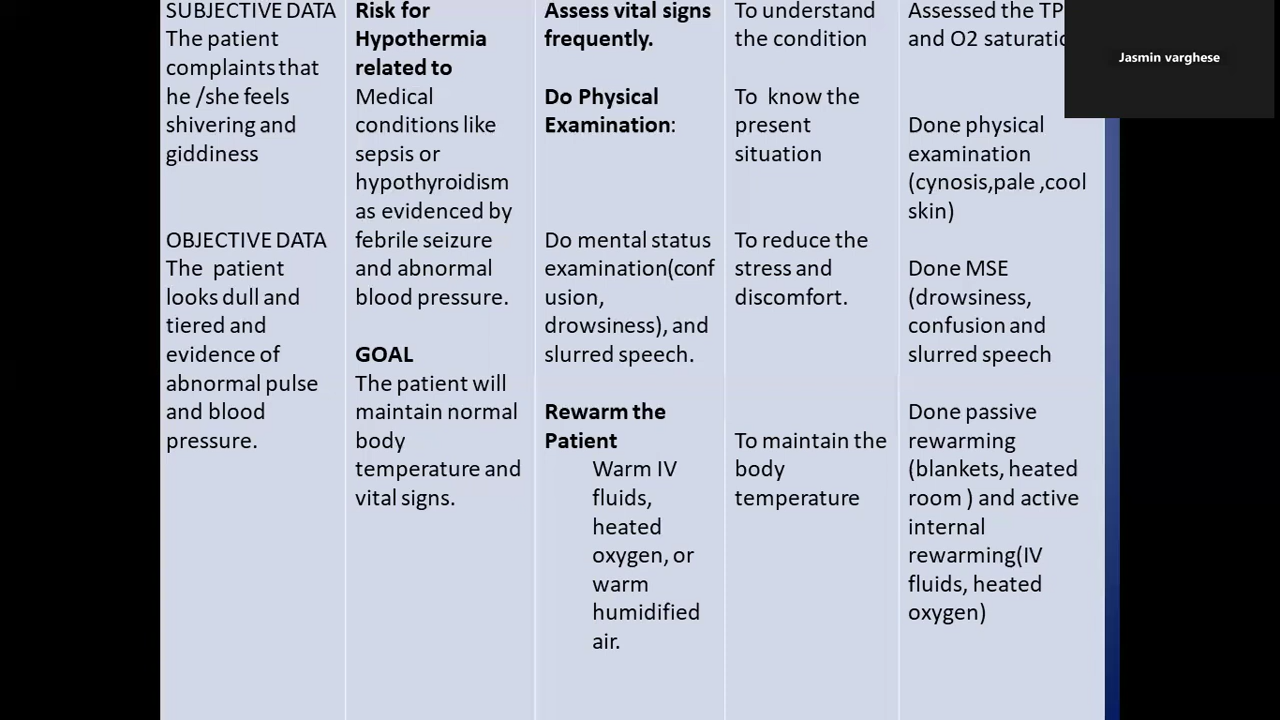 SUBJECTIVE DATA
The patient
complaints that
he /she feels
shivering and
giddiness
OBJECTIVE DATA
The patient
looks dull and
tiered and
evidence of
abnormal pulse
and blood
pressure.
Risk for
Hypothermia
related to
Medical
conditions like
sepsis or
hypothyroidism
as evidenced by
febrile seizure
and abnormal
blood pressure.
GOAL
The patient will
maintain normal
body
temperature and
vital signs.
Assess vital signs
frequently.
Do Physical
Examination:
Do mental status
examination(conf
usion,
drowsiness), and
slurred speech.
Rewarm the
Patient
Warm IV
fluids,
heated
oxygen, or
warm
humidified
air.
To understand
the condition
To know the
present
situation
To reduce the
stress and
discomfort.
To maintain the
body
temperature
Assessed the
and O2
Done physical
examination
(cynosis,pale ,cool
skin)
Done MSE
(drowsiness,
confusion and
slurred speech
Done passive
rewarming
(blankets, heated
room ) and active
internal
rewarming(IV
fluids, heated
oxygen)
Jasmin varghese